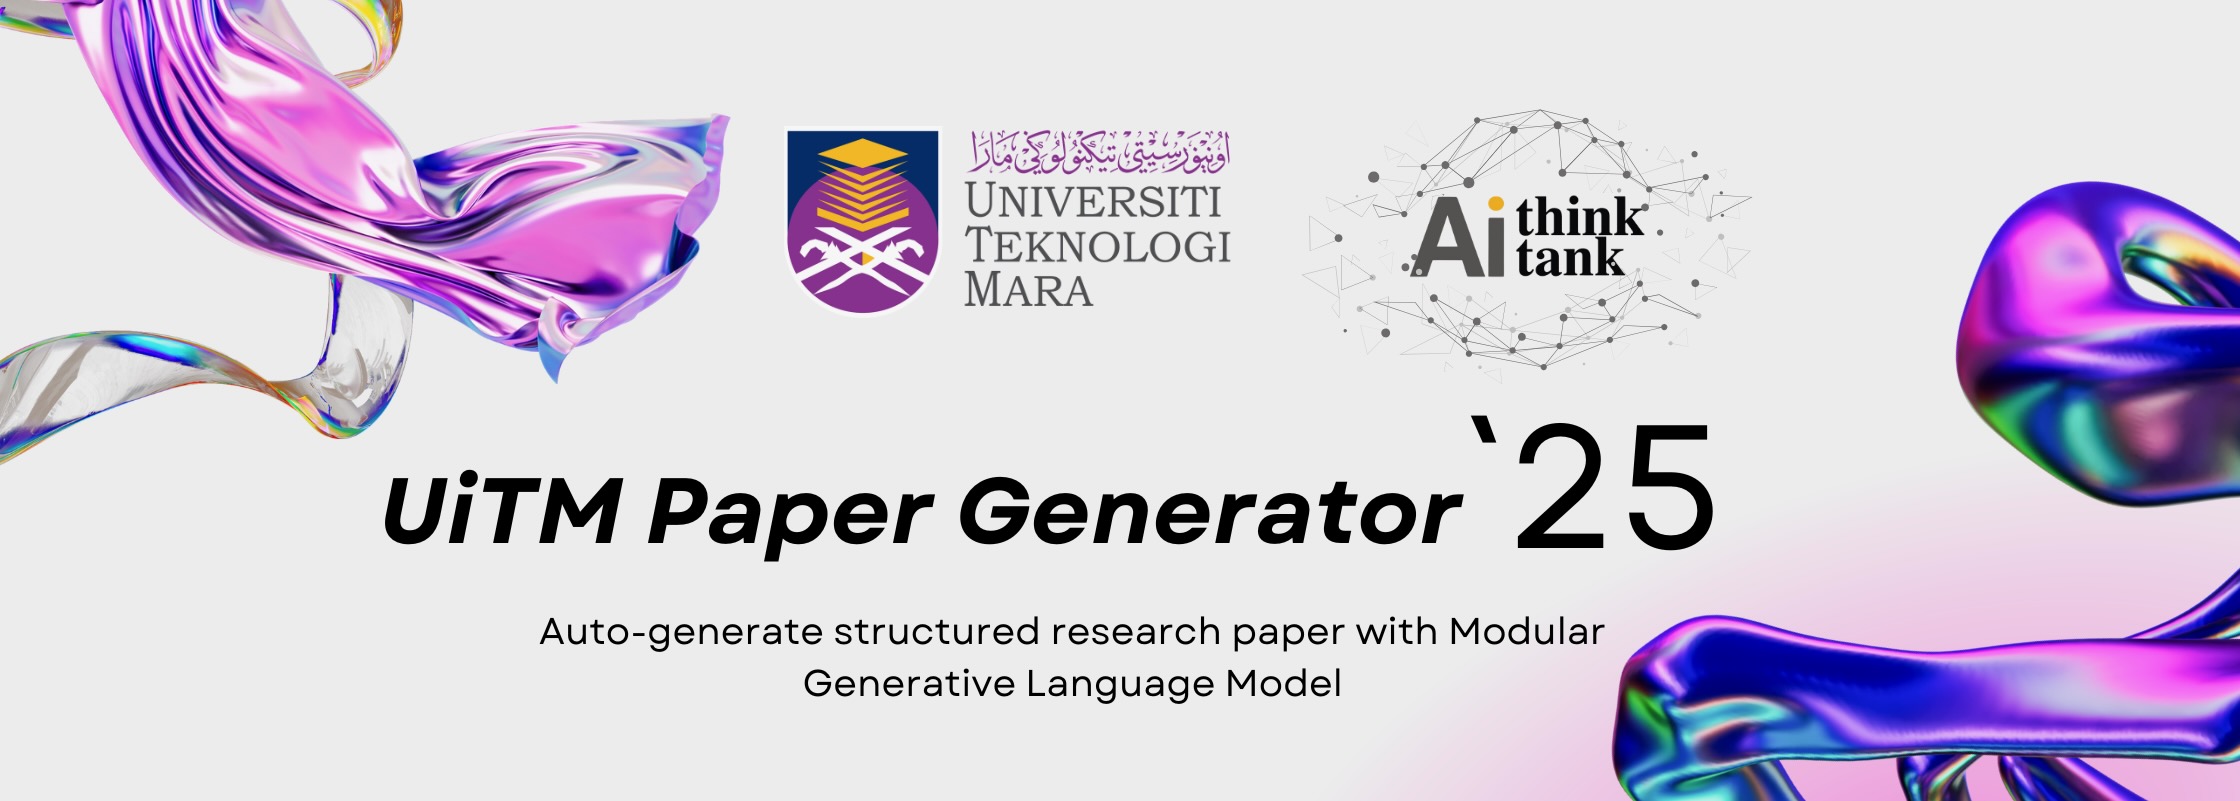 اونيۏرسيتي تيكنولوݢي مارا
UNIVERSITI
TEKNOLOGI
MARA
Ai think
tank
UiTM Paper Generator `25
Auto-generate structured research paper with Modular
Generative Language Model